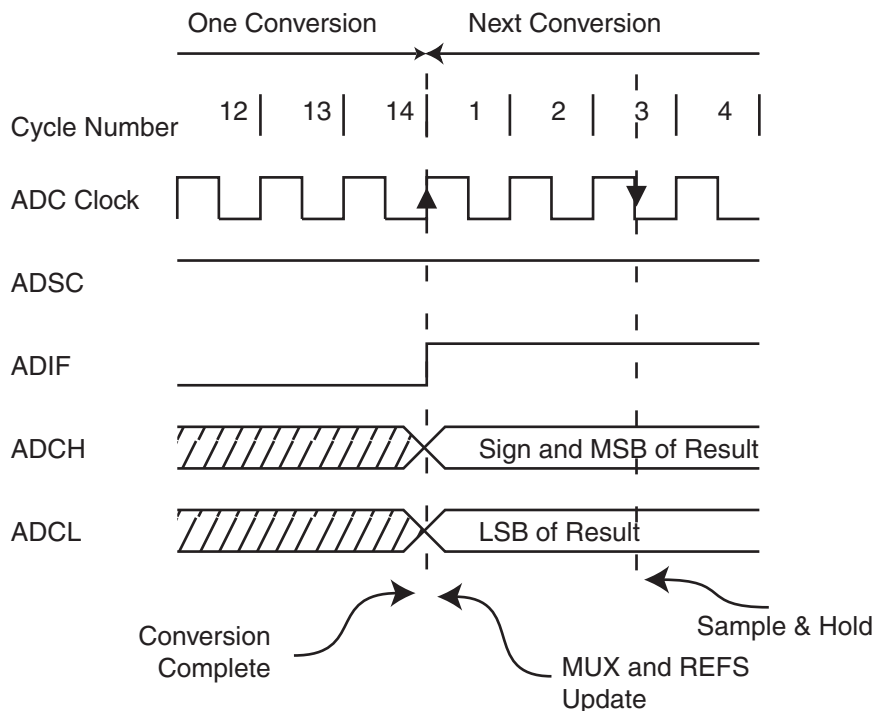 One Conversion Next Conversion
Cycle Number 12 13 14 1 2 3 4
ADC Clock
ADSC
ADIF
ADCH Sign and MSB of Result
ADCL LSB of Result
Conversion
Complete
MUX and REFS
Update
Sample & Hold